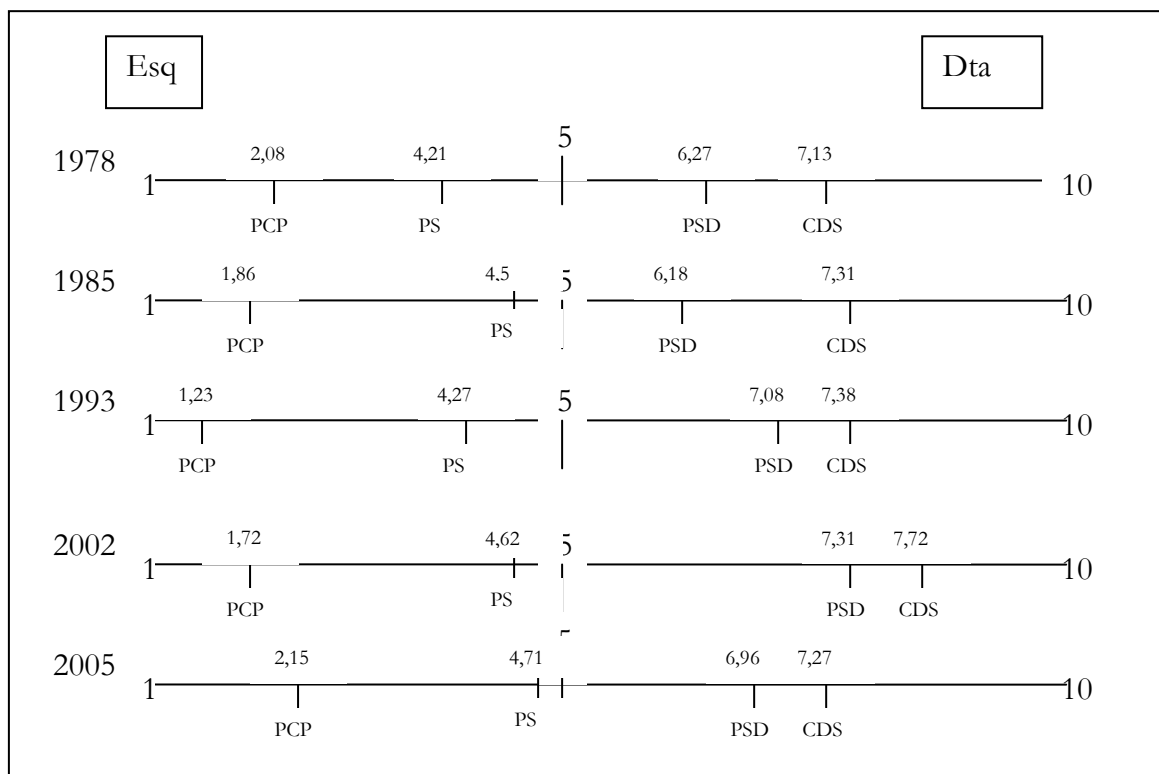 Esq Dta
5
2,08 4,21 6,27 7,13
1978
1 10
PCP PS PSD CDS
1,86 4.5 5 6,18 7,31
1985
1 10
PCP PS PSD CDS
1,23 4,27 5 7,08 7,38
1993
1 10
PCP PS PSD CDS
1,72 4,62 5 7,31 7,72
2002
1 10
PCP PS PSD CDS
2,15 4,71 6,96 7,27
2005
1 10
PCP PS PSD CDS